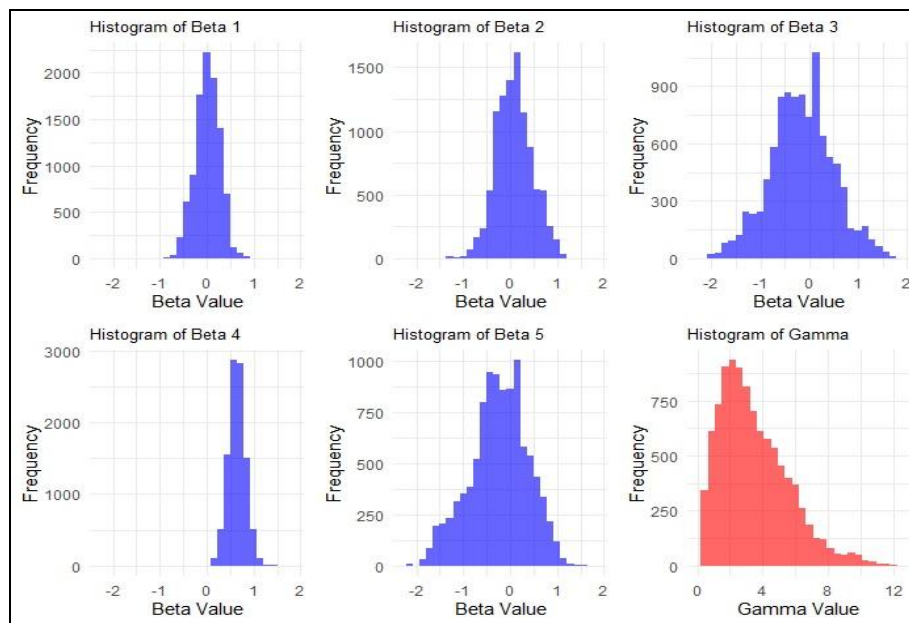 Histogram of Beta 1
Frequency
2000
1500
1000
500
0
-2 -1 0 1 2
Beta Value
Histogram of Beta 2
Frequency
1500
1000
500
0
-2 -1 0 1 2
Beta Value
Histogram of Beta 3
Frequency
900
600
300
0
-2 -1 0 1 2
Beta Value
Histogram of Beta 4
Frequency
3000
2000
1000
0
-2 -1 0 1 2
Beta Value
Histogram of Beta 5
Frequency
1000
750
500
250
0
-2 -1 0 1 2
Beta Value
Histogram of Gamma
Frequency
750
500
250
0
0 4 8 12
Gamma Value